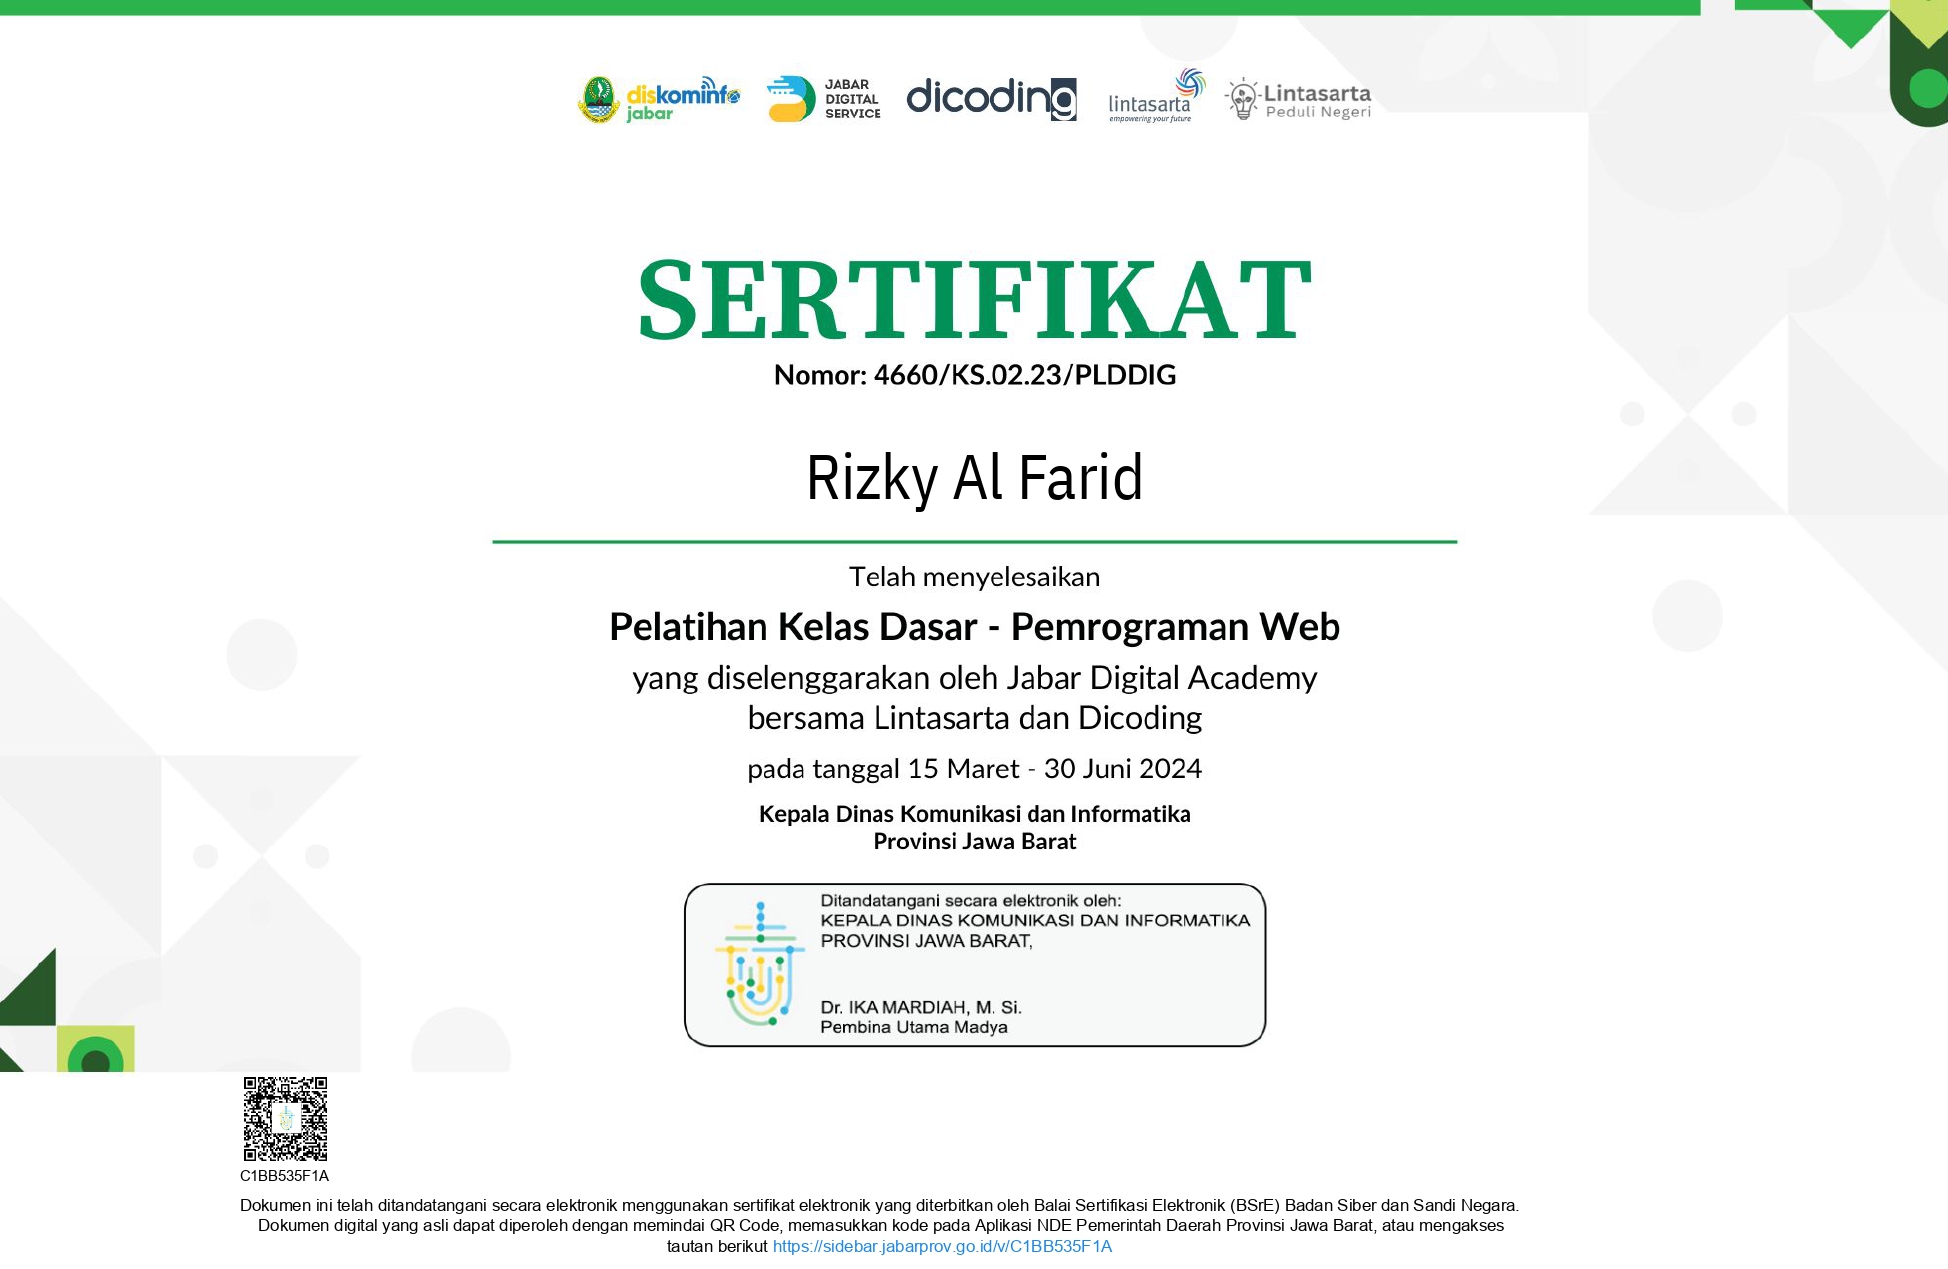 diskominfo
jabar
JABAR
DIGITAL
SERVICE
dicoding
lintasarta
empowering your future
Lintasarta
Peduli Negeri
SERTIFIKAT
Nomor: 4660/KS.02.23/PLDDIG
Rizky Al Farid
Telah menyelesaikan
Pelatihan Kelas Dasar - Pemrograman Web
yang diselenggarakan oleh Jabar Digital Academy
bersama Lintasarta dan Dicoding
pada tanggal 15 Maret - 30 Juni 2024
Kepala Dinas Komunikasi dan Informatika
Provinsi Jawa Barat
Ditandatangani secara elektronik oleh:
KEPALA DINAS KOMUNIKASI DAN INFORMATIKA
PROVINSI JAWA BARAT,
Dr. IKA MARDIAH, M. Si.
Pembina Utama Madya
C1BB535F1A
Dokumen ini telah ditandatangani secara elektronik menggunakan sertifikat elektronik yang diterbitkan oleh Balai Sertifikasi Elektronik (BSrE) Badan Siber dan Sandi Negara.
Dokumen digital yang asli dapat diperoleh dengan memindai QR Code, memasukkan kode pada Aplikasi NDE Pemerintah Daerah Provinsi Jawa Barat, atau mengakses
tautan berikut https://sidebar.jabarprov.go.id/v/C1BB535F1A